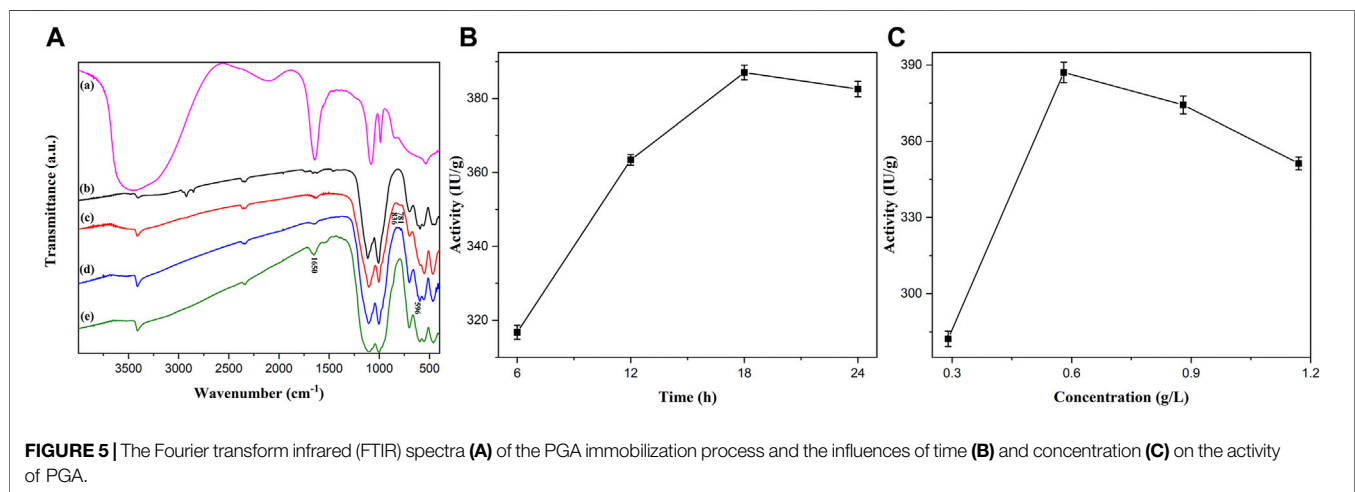 A
(a)
(b)
(c)
(d)
(e)
1650
836
781
596
Transmittance (a.u.)
3500 3000 2500 2000 1500 1000 500
Wavenumber (cm-1)
B
Activity (IU/g)
380
360
340
320
6 12 18 24
Time (h)
C
Activity (IU/g)
390
360
330
300
0.3 0.6 0.9 1.2
Concentration (g/L)
FIGURE 5 | The Fourier transform infrared (FTIR) spectra (A) of the PGA immobilization process and the influences of time (B) and concentration (C) on the activity
of PGA.